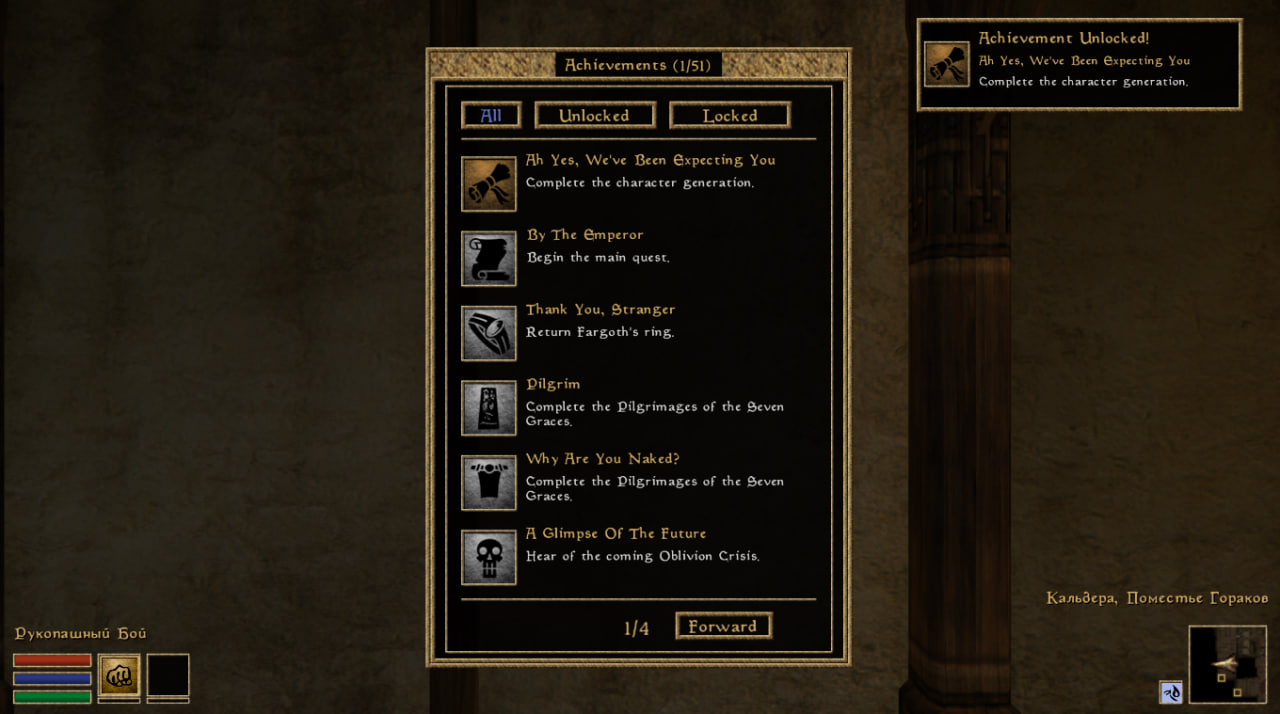 Achievement Unlocked!
Ah Yes, We've Been Expecting You
Complete the character generation.
Achievements (1/51)
All
Unlocked
Locked
Ah Yes, We've Been Expecting You
Complete the character generation.
By The Emperor
Begin the main quest.
Thank You, Stranger
Return Fargoth's ring.
Pilgrim
Complete the Pilgrimages of the Seven
Graces.
Why Are You Naked?
Complete the Pilgrimages of the Seven
Graces.
A Glimpse Of The Future
Hear of the coming Oblivion Crisis.
1/4
Forward
Кальдера, Поместье Гораков
Рукопашный Бой